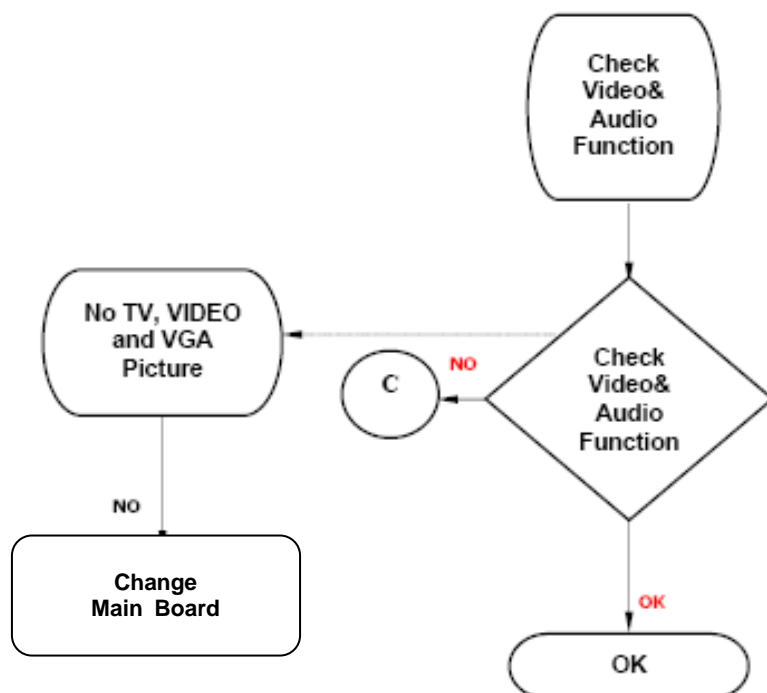 Check
Video&
Audio
Function
No TV, VIDEO
and VGA
Picture
NO
C
Check
Video&
Audio
Function
NO
Change
Main Board
OK
OK